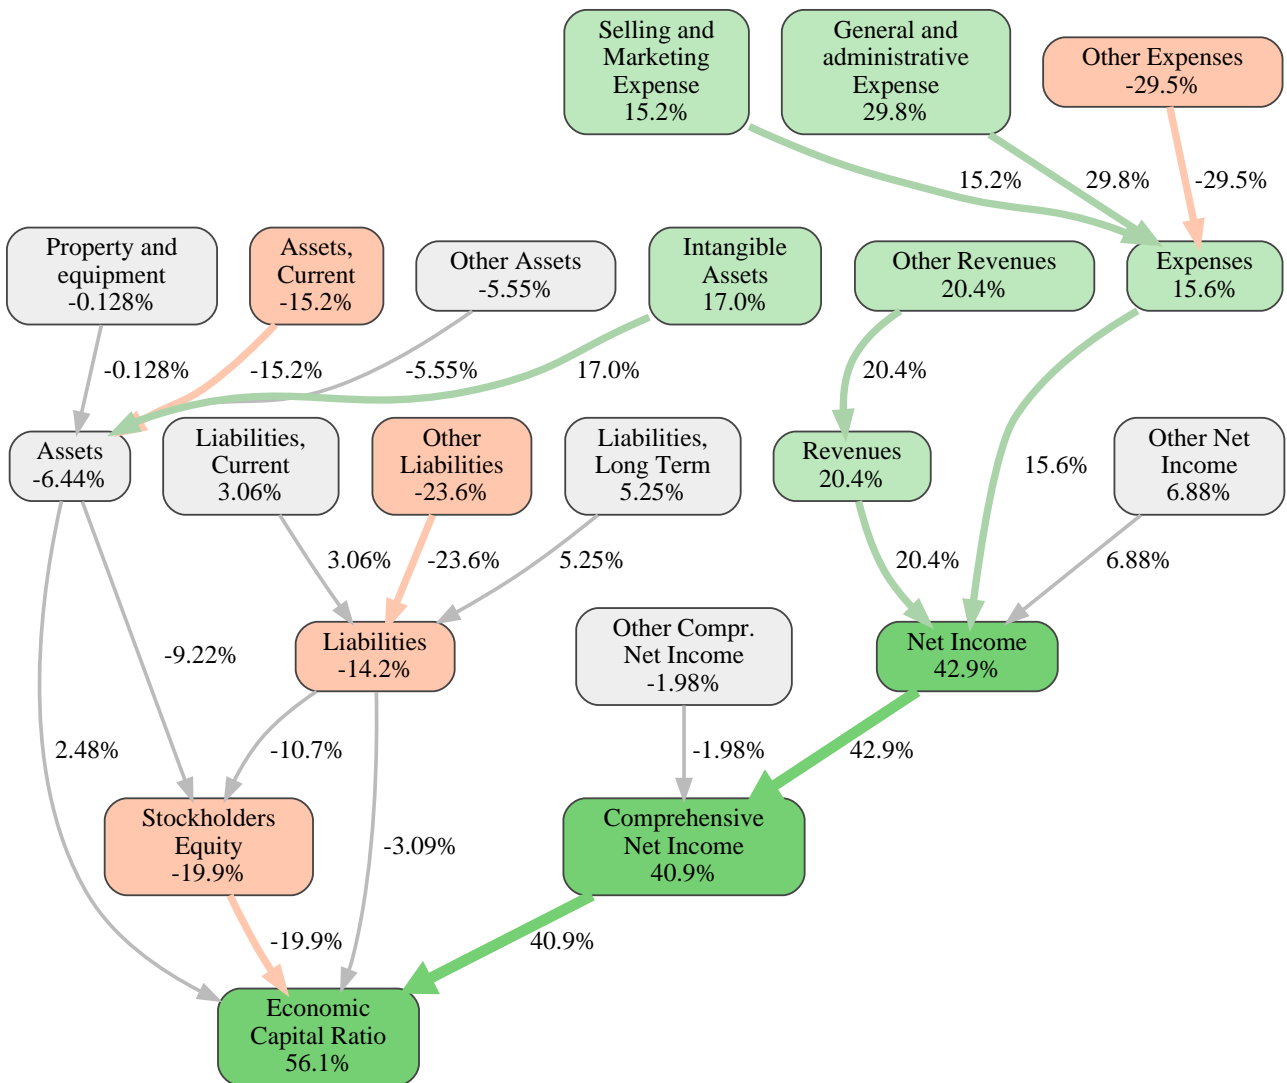 Selling and
Marketing
Expense
15.2%
General and
administrative
Expense
29.8%
Other Expenses
-29.5%
15.2%
29.8%
-29.5%
Property and
equipment
-0.128%
Assets,
Current
-15.2%
Other Assets
-5.55%
Intangible
Assets
17.0%
Other Revenues
20.4%
Expenses
15.6%
-0.128%
-15.2%
-5.55%
17.0%
20.4%
Assets
-6.44%
Liabilities,
Current
3.06%
Other
Liabilities
-23.6%
Liabilities,
Long Term
5.25%
Revenues
20.4%
15.6%
Other Net
Income
6.88%
3.06%
-23.6%
5.25%
20.4%
6.88%
-9.22%
Liabilities
-14.2%
Other Compr.
Net Income
-1.98%
Net Income
42.9%
2.48%
-10.7%
-1.98%
42.9%
Stockholders
Equity
-19.9%
-3.09%
Comprehensive
Net Income
40.9%
-19.9%
40.9%
Economic
Capital Ratio
56.1%